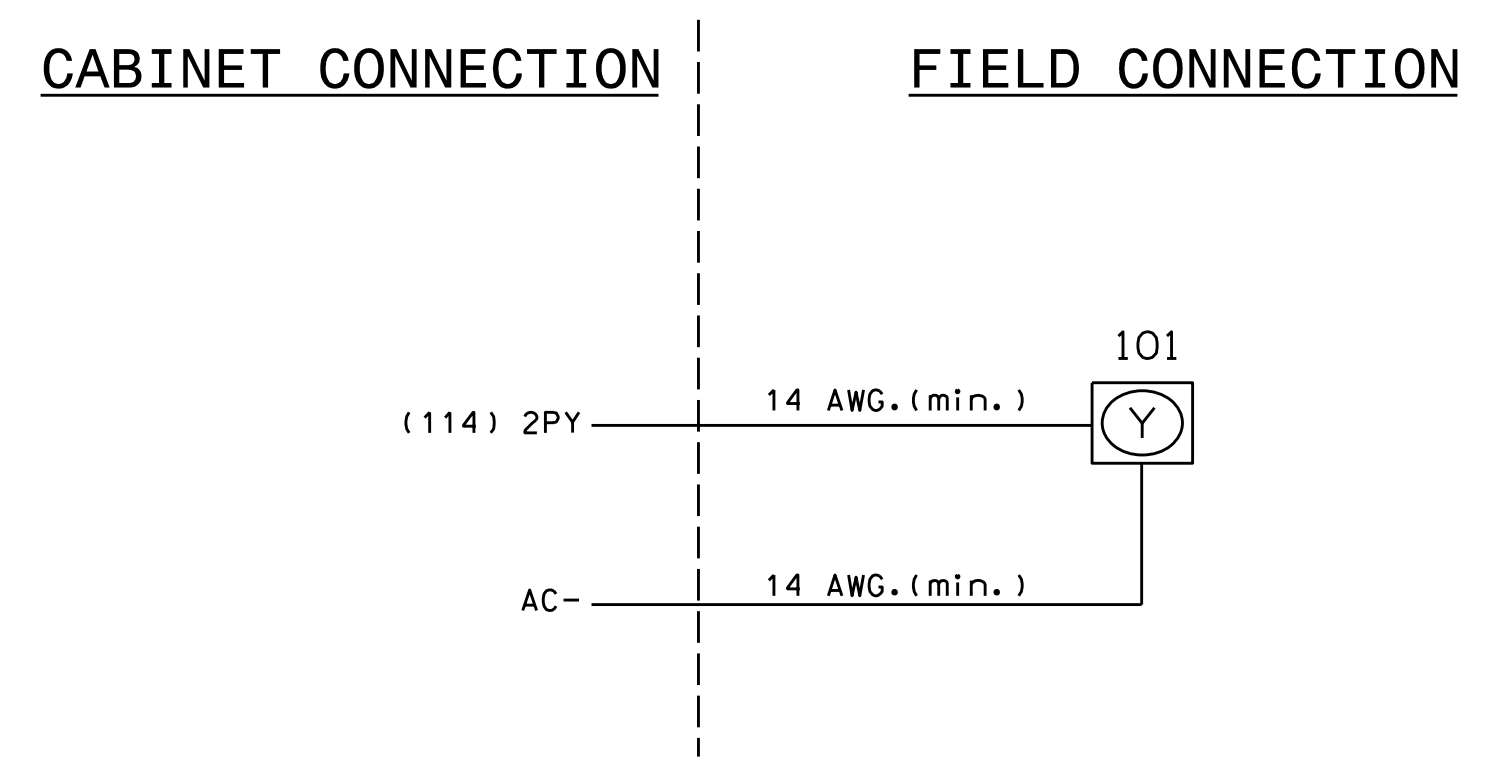 CABINET CONNECTION
FIELD CONNECTION
101
14 AWG.(min.)
(114) 2PY
Y
14 AWG.(min.)
AC-